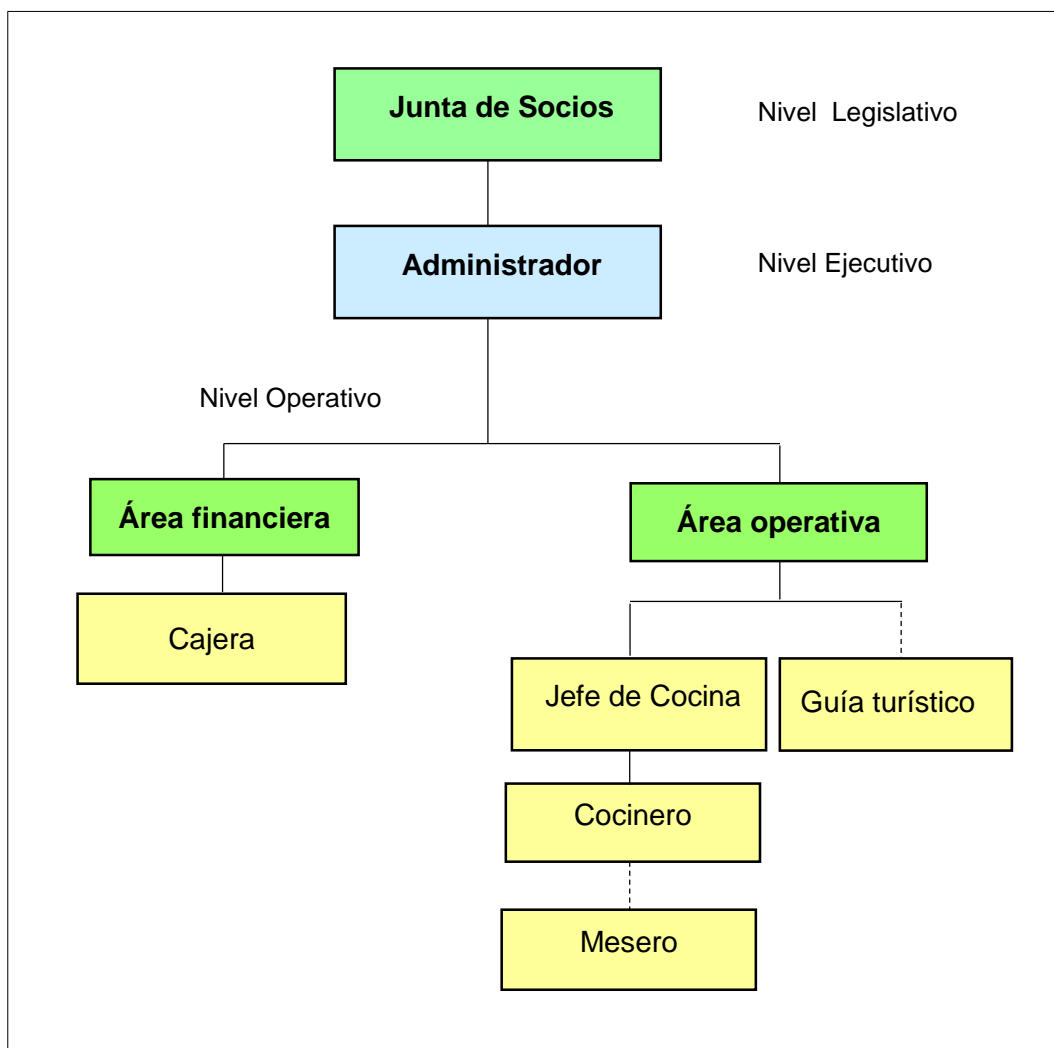 Junta de Socios
Nivel Legislativo
Administrador
Nivel Ejecutivo
Nivel Operativo
Área financiera
Área operativa
Cajera
Jefe de Cocina
Guía turístico
Cocinero
Mesero